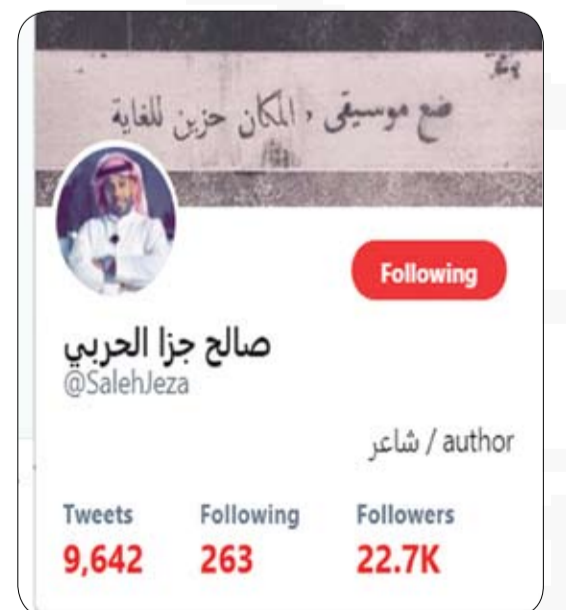 ضع موسيقى , المكان حزين للغاية
Following
صالح جزا الحربي
@SalehJeza
شاعر / author
Tweets Following Followers
9,642 263 22.7K